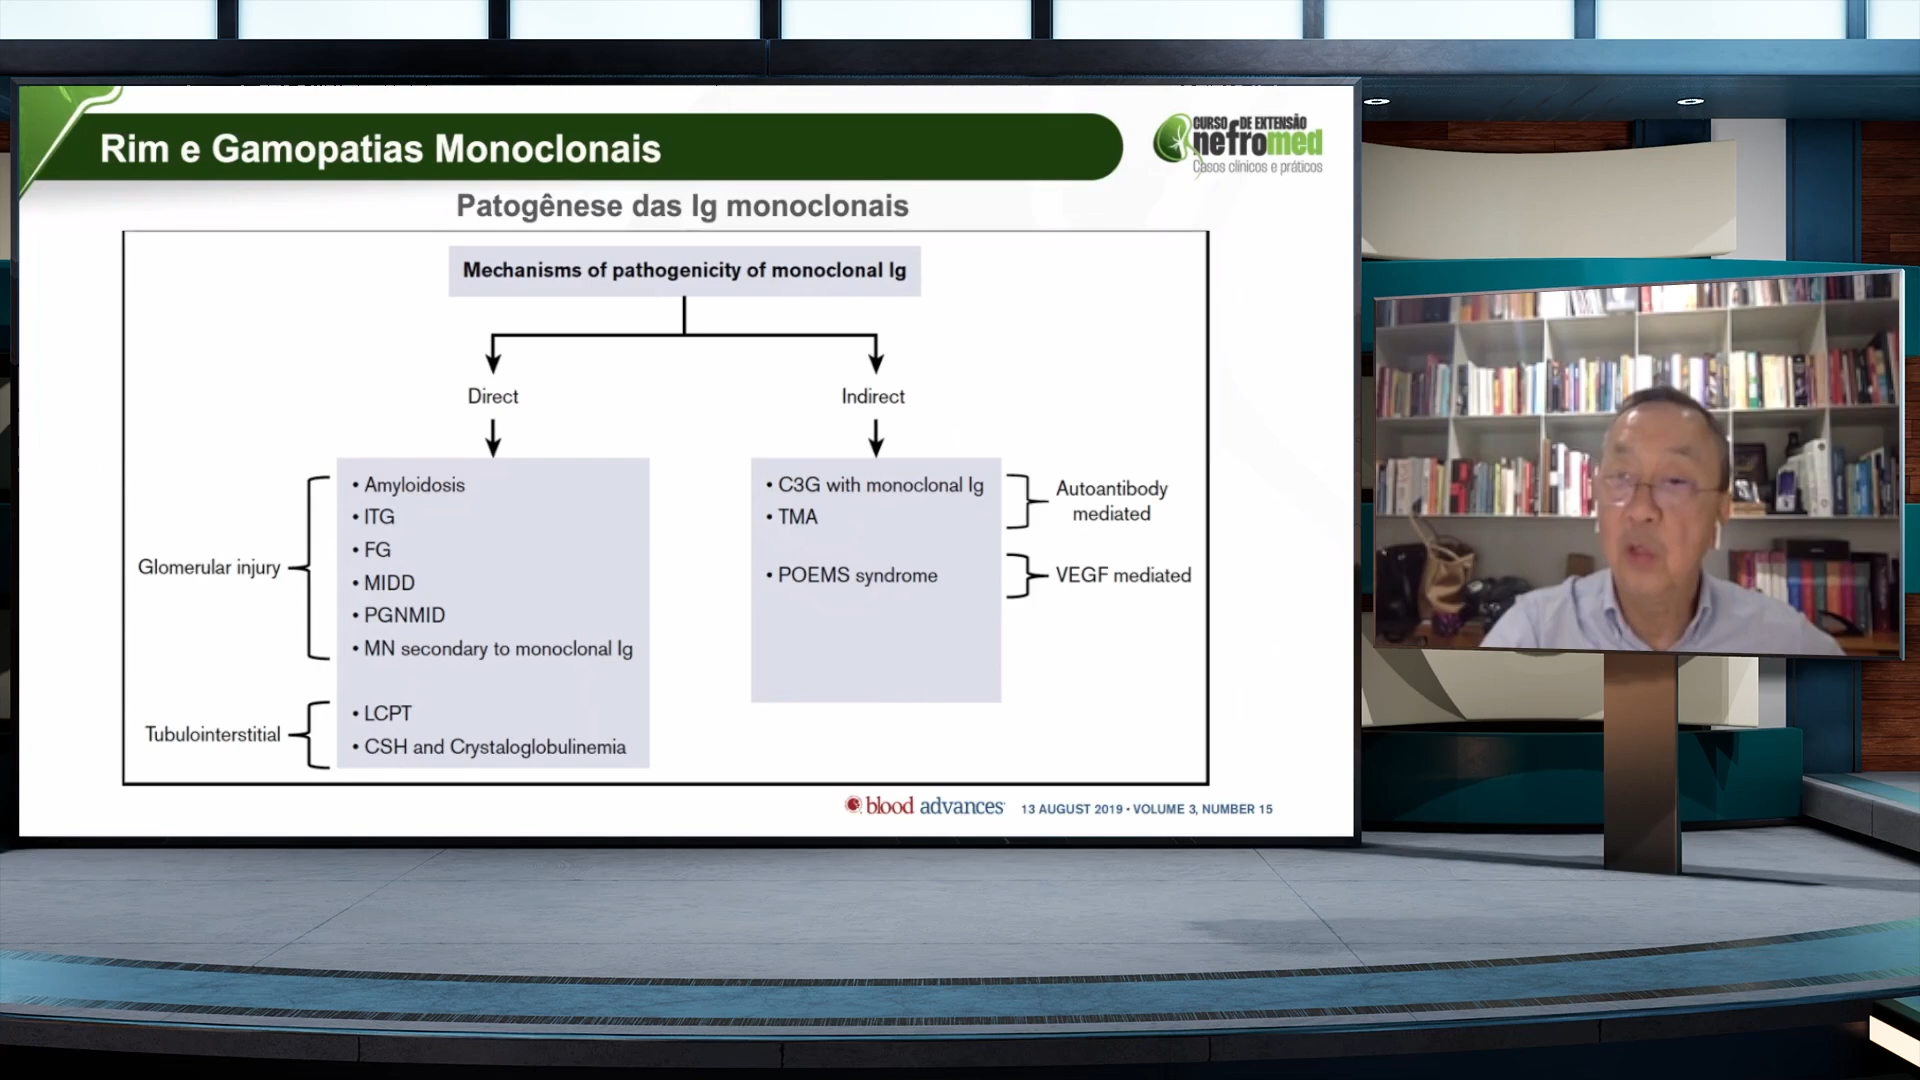 Rim e Gamopatias Monoclonais
CURSO DE EXTENSÃO
nefromed
Casos clínicos e práticos
Patogênese das Ig monoclonais
Mechanisms of pathogenicity of monoclonal Ig
Direct
Indirect
Glomerular injury
• Amyloidosis
• ITG
• FG
• MIDD
• PGNMID
• MN secondary to monoclonal Ig
Tubulointerstitial
• LCPT
• CSH and Crystaloglobulinemia
• C3G with monoclonal Ig
• TMA
• POEMS syndrome
Autoantibody
mediated
VEGF mediated
blood advances
13 AUGUST 2019 • VOLUME 3, NUMBER 15